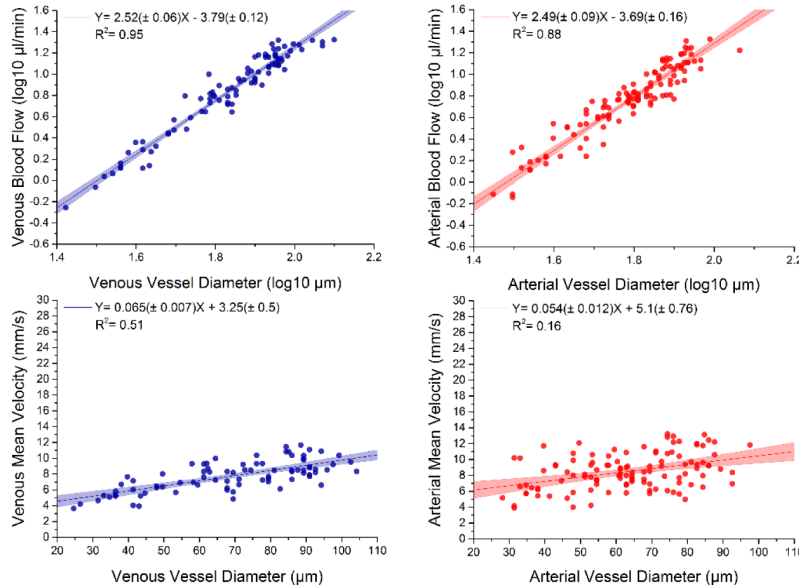 Y= 2.52(± 0.06)X - 3.79(± 0.12)
R²= 0.95
Venous Blood Flow (log10 µl/min)
1.6
1.4
1.2
1.0
0.8
0.6
0.4
0.2
0.0
-0.2
-0.4
-0.6
1.4 1.6 1.8 2.0 2.2
Venous Vessel Diameter (log10 µm)
Y= 2.49(± 0.09)X - 3.69(± 0.16)
R²= 0.88
Arterial Blood Flow (log10 µl/min)
1.6
1.4
1.2
1.0
0.8
0.6
0.4
0.2
0.0
-0.2
-0.4
-0.6
1.4 1.6 1.8 2.0 2.2
Arterial Vessel Diameter (log10 µm)
Y= 0.065(± 0.007)X + 3.25(± 0.5)
R²= 0.51
Venous Mean Velocity (mm/s)
30
28
26
24
22
20
18
16
14
12
10
8
6
4
2
0
20 30 40 50 60 70 80 90 100 110
Venous Vessel Diameter (µm)
Y= 0.054(± 0.012)X + 5.1(± 0.76)
R²= 0.16
Arterial Mean Velocity (mm/s)
30
28
26
24
22
20
18
16
14
12
10
8
6
4
2
0
20 30 40 50 60 70 80 90 100 110
Arterial Vessel Diameter (µm)